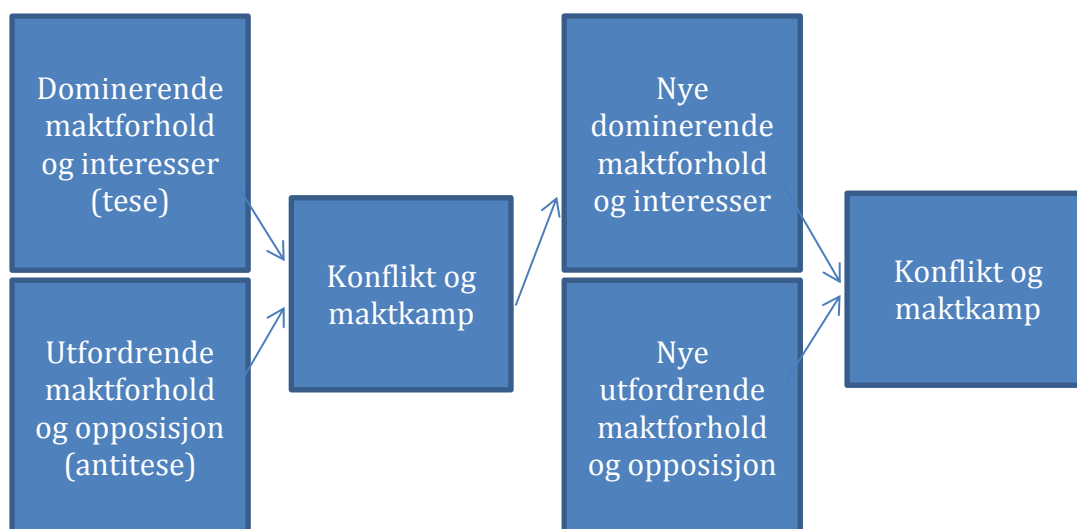 Dominerende
maktforhold
og interesser
(tese)
Utfordrende
maktforhold
og opposisjon
(antitese)
Konflikt og
maktkamp
Nye
dominerende
maktforhold
og interesser
Nye
utfordrende
maktforhold
og opposisjon
Konflikt og
maktkamp